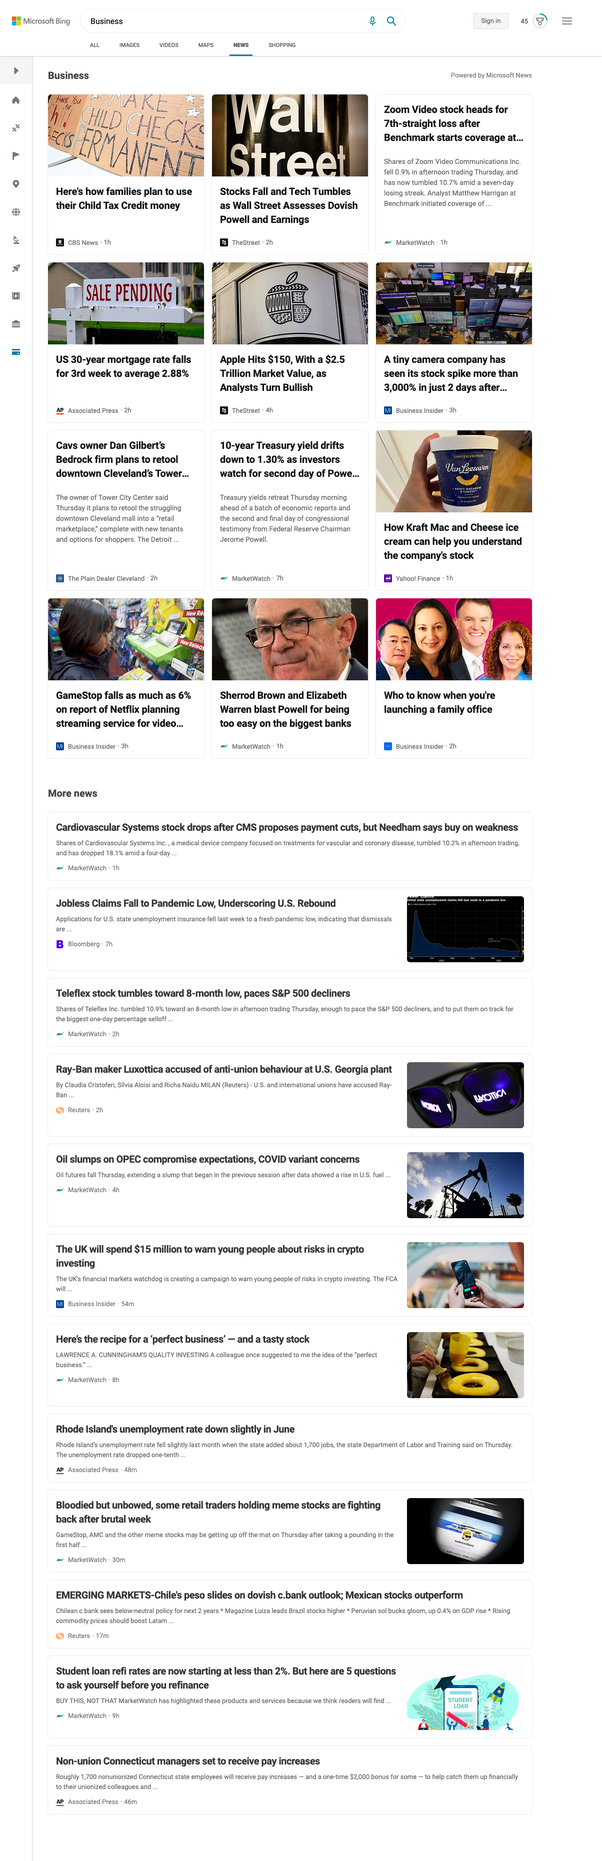 Microsoft Bing
Business
Sign in
45
ALL IMAGES VIDEOS MAPS NEWS SHOPPING
Business
Powered by Microsoft News
MAKE
CHILD CHECKS
PERMANENT
Here's how families plan to use
their Child Tax Credit money
CBS News · 1h
Wall
Street
Stocks Fall and Tech Tumbles
as Wall Street Assesses Dovish
Powell and Earnings
TheStreet · 2h
Zoom Video stock heads for
7th-straight loss after
Benchmark starts coverage at...
Shares of Zoom Video Communications Inc.
fell 0.9% in afternoon trading Thursday, and
has now tumbled 10.7% amid a seven-day
losing streak. Analyst Matthew Harrigan at
Benchmark initiated coverage of ...
MarketWatch · 1h
SALE PENDING
US 30-year mortgage rate falls
for 3rd week to average 2.88%
AP Associated Press · 2h
Apple Hits $150, With a $2.5
Trillion Market Value, as
Analysts Turn Bullish
TheStreet · 4h
A tiny camera company has
seen its stock spike more than
3,000% in just 2 days after...
BI Business Insider · 3h
Cavs owner Dan Gilbert's
Bedrock firm plans to retool
downtown Cleveland's Tower...
The owner of Tower City Center said
Thursday it plans to retool the struggling
downtown Cleveland mall into a "retail
marketplace," complete with new tenants
and options for shoppers. The Detroit ...
The Plain Dealer Cleveland · 2h
10-year Treasury yield drifts
down to 1.30% as investors
watch for second day of Powe...
Treasury yields retreat Thursday morning
ahead of a batch of economic reports and
the second and final day of congressional
testimony from Federal Reserve Chairman
Jerome Powell.
MarketWatch · 7h
Van Leeuwen
How Kraft Mac and Cheese ice
cream can help you understand
the company's stock
Yahoo! Finance · 1h
GameStop falls as much as 6%
on report of Netflix planning
streaming service for video...
BI Business Insider · 3h
Sherrod Brown and Elizabeth
Warren blast Powell for being
too easy on the biggest banks
MarketWatch · 1h
Who to know when you're
launching a family office
Business Insider · 2h
More news
Cardiovascular Systems stock drops after CMS proposes payment cuts, but Needham says buy on weakness
Shares of Cardiovascular Systems Inc. , a medical device company focused on treatments for vascular and coronary disease, tumbled 10.2% in afternoon trading,
and has dropped 18.1% amid a four-day ...
MarketWatch · 1h
Jobless Claims Fall to Pandemic Low, Underscoring U.S. Rebound
Applications for U.S. state unemployment insurance fell last week to a fresh pandemic low, indicating that dismissals
are ...
B Bloomberg · 7h
Teleflex stock tumbles toward 8-month low, paces S&P 500 decliners
Shares of Teleflex Inc. tumbled 10.9% toward an 8-month low in afternoon trading Thursday, enough to pace the S&P 500 decliners, and to put them on track for
the biggest one-day percentage selloff ...
MarketWatch · 2h
Ray-Ban maker Luxottica accused of anti-union behaviour at U.S. Georgia plant
By Claudia Cristoferi, Silvia Aloisi and Richa Naidu MILAN (Reuters) - U.S. and international unions have accused Ray-
Ban ...
Reuters · 2h
LUXOTTICA
Oil slumps on OPEC compromise expectations, COVID variant concerns
Oil futures fall Thursday, extending a slump that began in the previous session after data showed a rise in U.S. fuel ...
MarketWatch · 4h
The UK will spend $15 million to warn young people about risks in crypto
investing
The UK's financial markets watchdog is creating a campaign to warn young people of risks in crypto investing. The FCA
will ...
BI Business Insider · 54m
Here's the recipe for a 'perfect business' — and a tasty stock
LAWRENCE A. CUNNINGHAM'S QUALITY INVESTING A colleague once suggested to me the idea of the "perfect
business." ...
MarketWatch · 8h
Rhode Island's unemployment rate down slightly in June
Rhode Island's unemployment rate fell slightly last month when the state added about 1,700 jobs, the state Department of Labor and Training said on Thursday.
The unemployment rate dropped one-tenth ...
AP Associated Press · 48m
Bloodied but unbowed, some retail traders holding meme stocks are fighting
back after brutal week
GameStop, AMC and the other meme stocks may be getting up off the mat on Thursday after taking a pounding in the
first half ...
MarketWatch · 30m
EMERGING MARKETS-Chile's peso slides on dovish c.bank outlook; Mexican stocks outperform
Chilean c.bank sees below-neutral policy for next 2 years * Magazine Luiza leads Brazil stocks higher * Peruvian sol bucks gloom, up 0.4% on GDP rise * Rising
commodity prices should boost Latam ...
Reuters · 17m
Student loan refi rates are now starting at less than 2%. But here are 5 questions
to ask yourself before you refinance
BUY THIS, NOT THAT MarketWatch has highlighted these products and services because we think readers will find ...
MarketWatch · 9h
STUDENT
LOAN
Non-union Connecticut managers set to receive pay increases
Roughly 1,700 nonunionized Connecticut state employees will receive pay increases — and a one-time $2,000 bonus for some — to help catch them up financially
to their unionized colleagues and ...
AP Associated Press · 46m